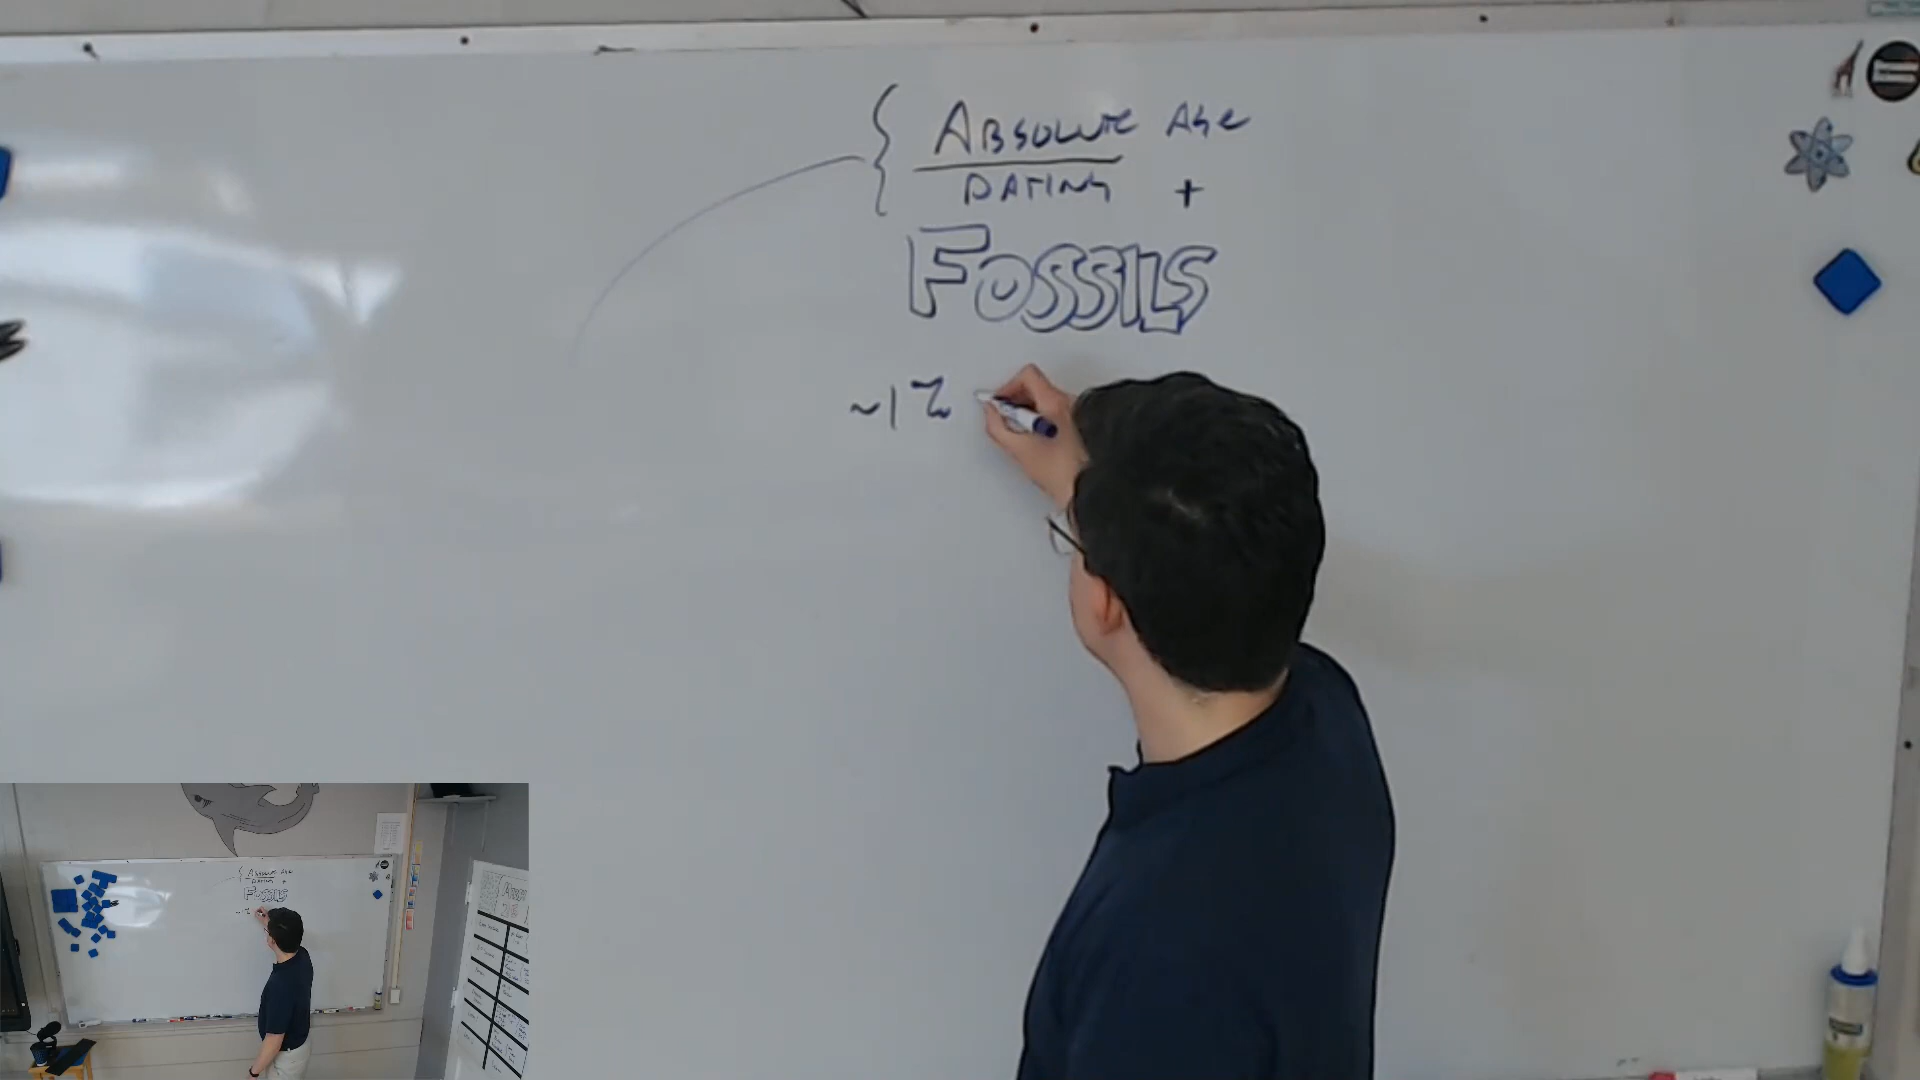 ABSOLUTE AGE
DATING +
FOSSILS
~1%